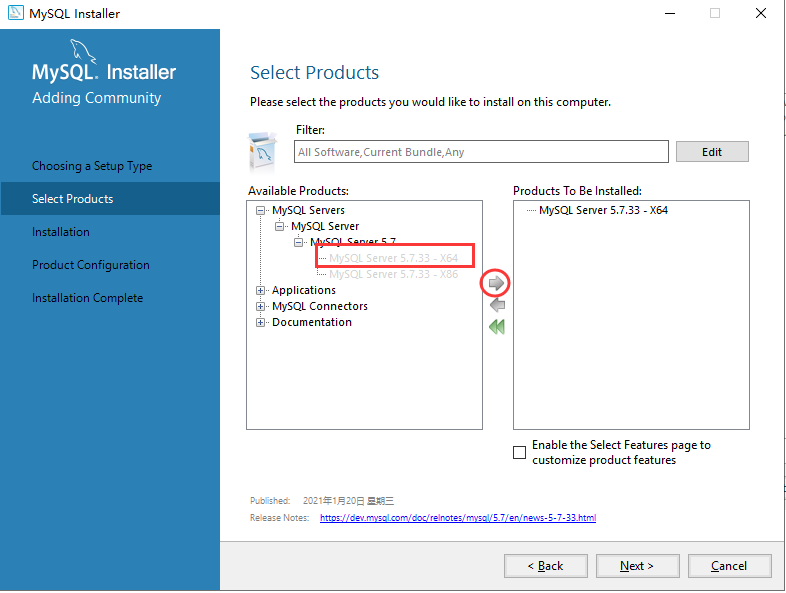 MySQL Installer
MySQL. Installer
Adding Community
Choosing a Setup Type
Select Products
Installation
Product Configuration
Installation Complete
Select Products
Please select the products you would like to install on this computer.
Filter:
All Software,Current Bundle,Any
Edit
Available Products:
MySQL Servers
MySQL Server
MySQL Server 5.7
MySQL Server 5.7.33 - X64
MySQL Server 5.7.33 - X86
Applications
MySQL Connectors
Documentation
Products To Be Installed:
MySQL Server 5.7.33 - X64
Enable the Select Features page to
customize product features
Published: 2021年1月20日 星期三
Release Notes: https://dev.mysql.com/doc/relnotes/mysql/5.7/en/news-5-7-33.html
< Back
Next >
Cancel